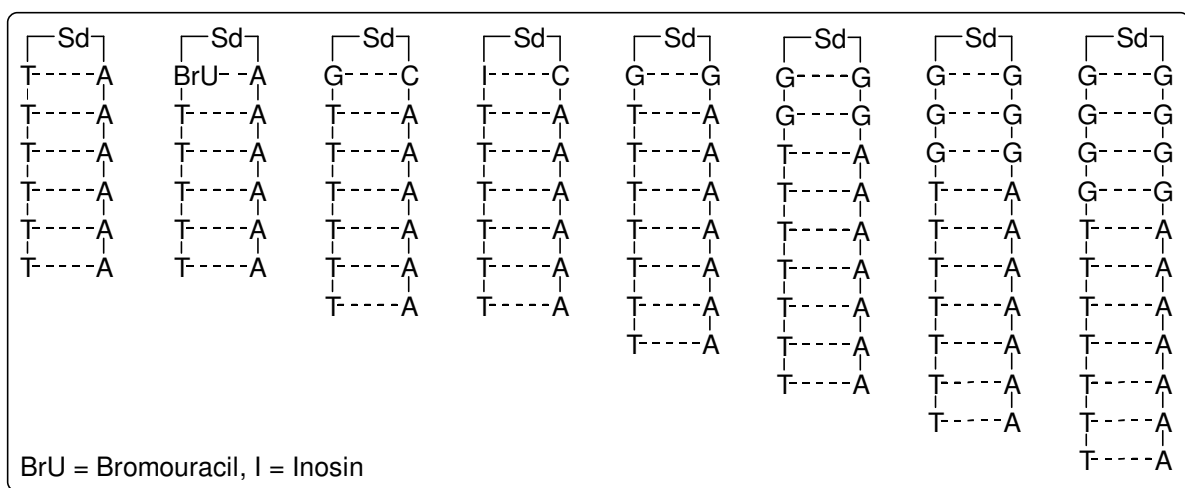 Sd Sd Sd Sd Sd Sd Sd Sd
T A BrU A G C I C G G G G G G G G
T A T A T A T A T A G G G G G G
T A T A T A T A T A T A G G G G
T A T A T A T A T A T A T A G G
T A T A T A T A T A T A T A T A
T A T A T A T A T A T A T A T A
T A T A T A T A T A T A
T A T A T A T A
T A T A T A
T A T A
T A
BrU = Bromouracil, I = Inosin